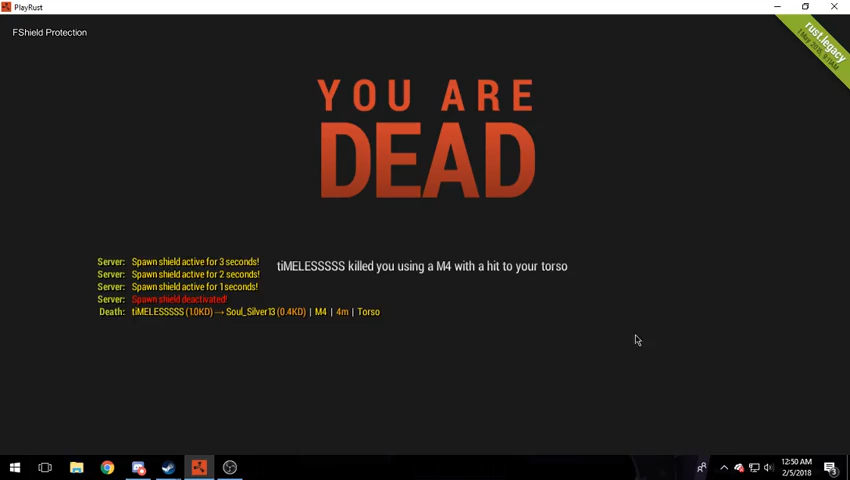 PlayRust
FShield Protection
rust.legacy
YOU ARE
DEAD
tiMELESSSSS killed you using a M4 with a hit to your torso
Server: Spawn shield active for 3 seconds!
Server: Spawn shield active for 2 seconds!
Server: Spawn shield active for 1 seconds!
Server: Spawn shield deactivated!
Death: tiMELESSSSS (1.0KD) → Soul_Silver13 (0.4KD) | M4 | 4m | Torso
12:50 AM
2/5/2018
3